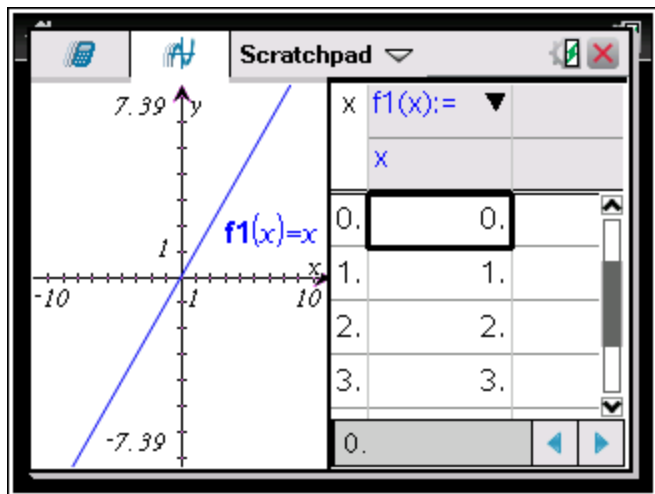 Scratchpad
7.39 y
f1(x)=x
1
x
-10 -1 10
-7.39
x f1(x):=
x
0. 0.
1. 1.
2. 2.
3. 3.
0.